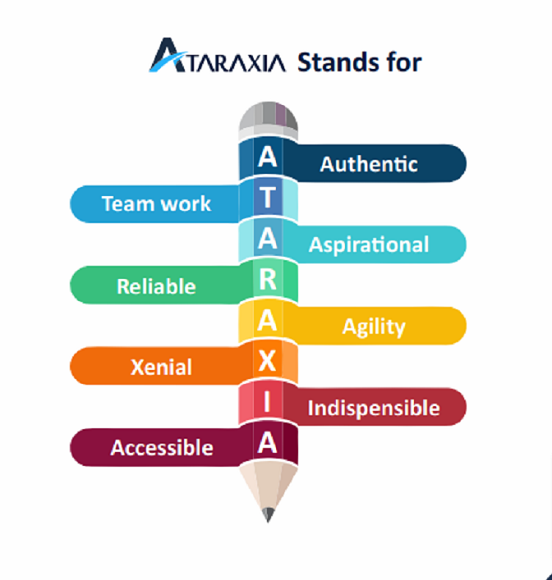 ATARAXIA Stands for
A Authentic
Team work T
A Aspirational
Reliable R
A Agility
Xenial X
I Indispensible
Accessible A